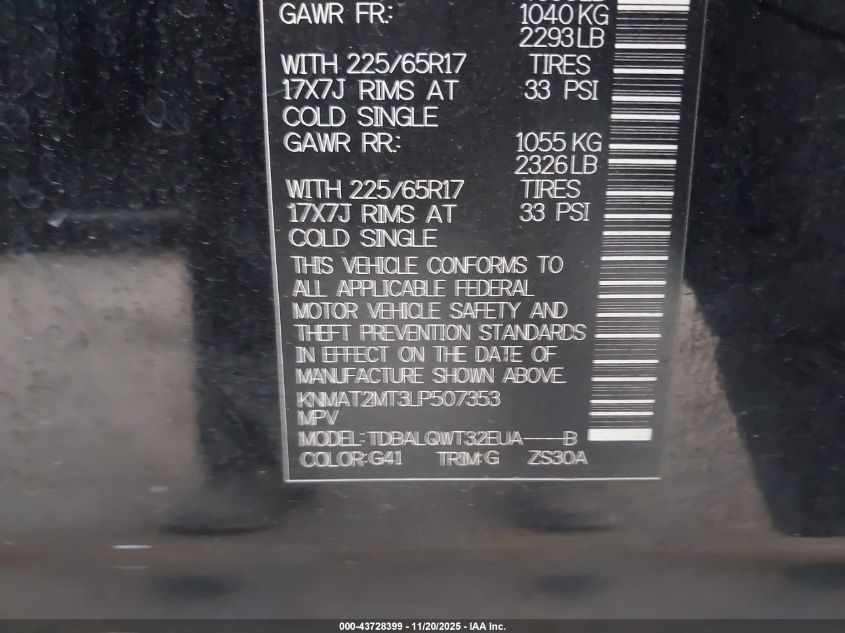 GAWR FR.: 1040 KG
2293 LB
WITH 225/65R17 TIRES
17X7J RIMS AT 33 PSI
COLD SINGLE
GAWR RR.: 1055 KG
2326 LB
WITH 225/65R17 TIRES
17X7J RIMS AT 33 PSI
COLD SINGLE
THIS VEHICLE CONFORMS TO
ALL APPLICABLE FEDERAL
MOTOR VEHICLE SAFETY AND
THEFT PREVENTION STANDARDS
IN EFFECT ON THE DATE OF
MANUFACTURE SHOWN ABOVE.
KNMAT2MT3LP507353
MPV
MODEL: TDBALQWT32EUA----B
COLOR: G41 TRIM: G ZS30A
000-43728399 - 11/20/2025 - IAA Inc.